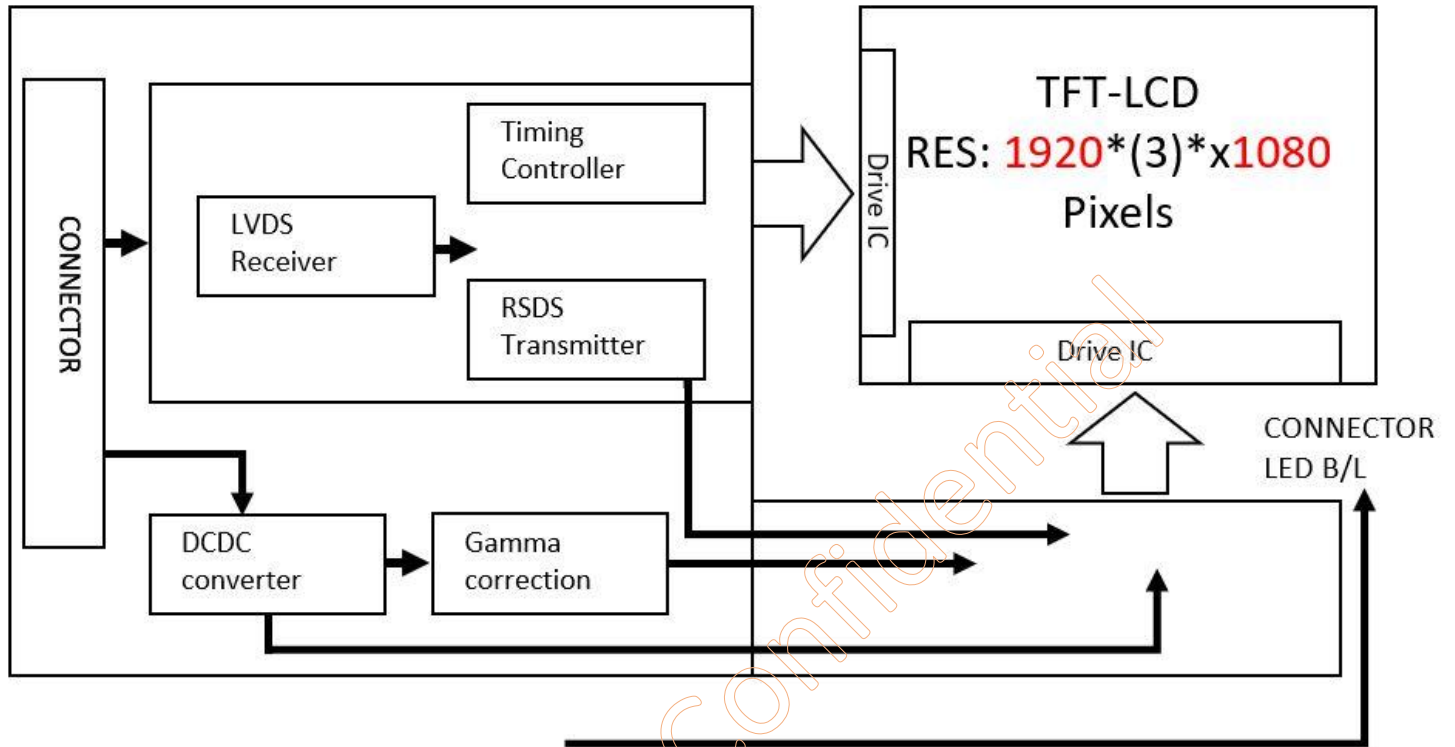 CONNECTOR
LVDS
Receiver
Timing
Controller
RSDS
Transmitter
DCDC
converter
Gamma
correction
Drive IC
TFT-LCD
RES: 1920*(3)*x1080
Pixels
Drive IC
CONNECTOR
LED B/L
Confidential